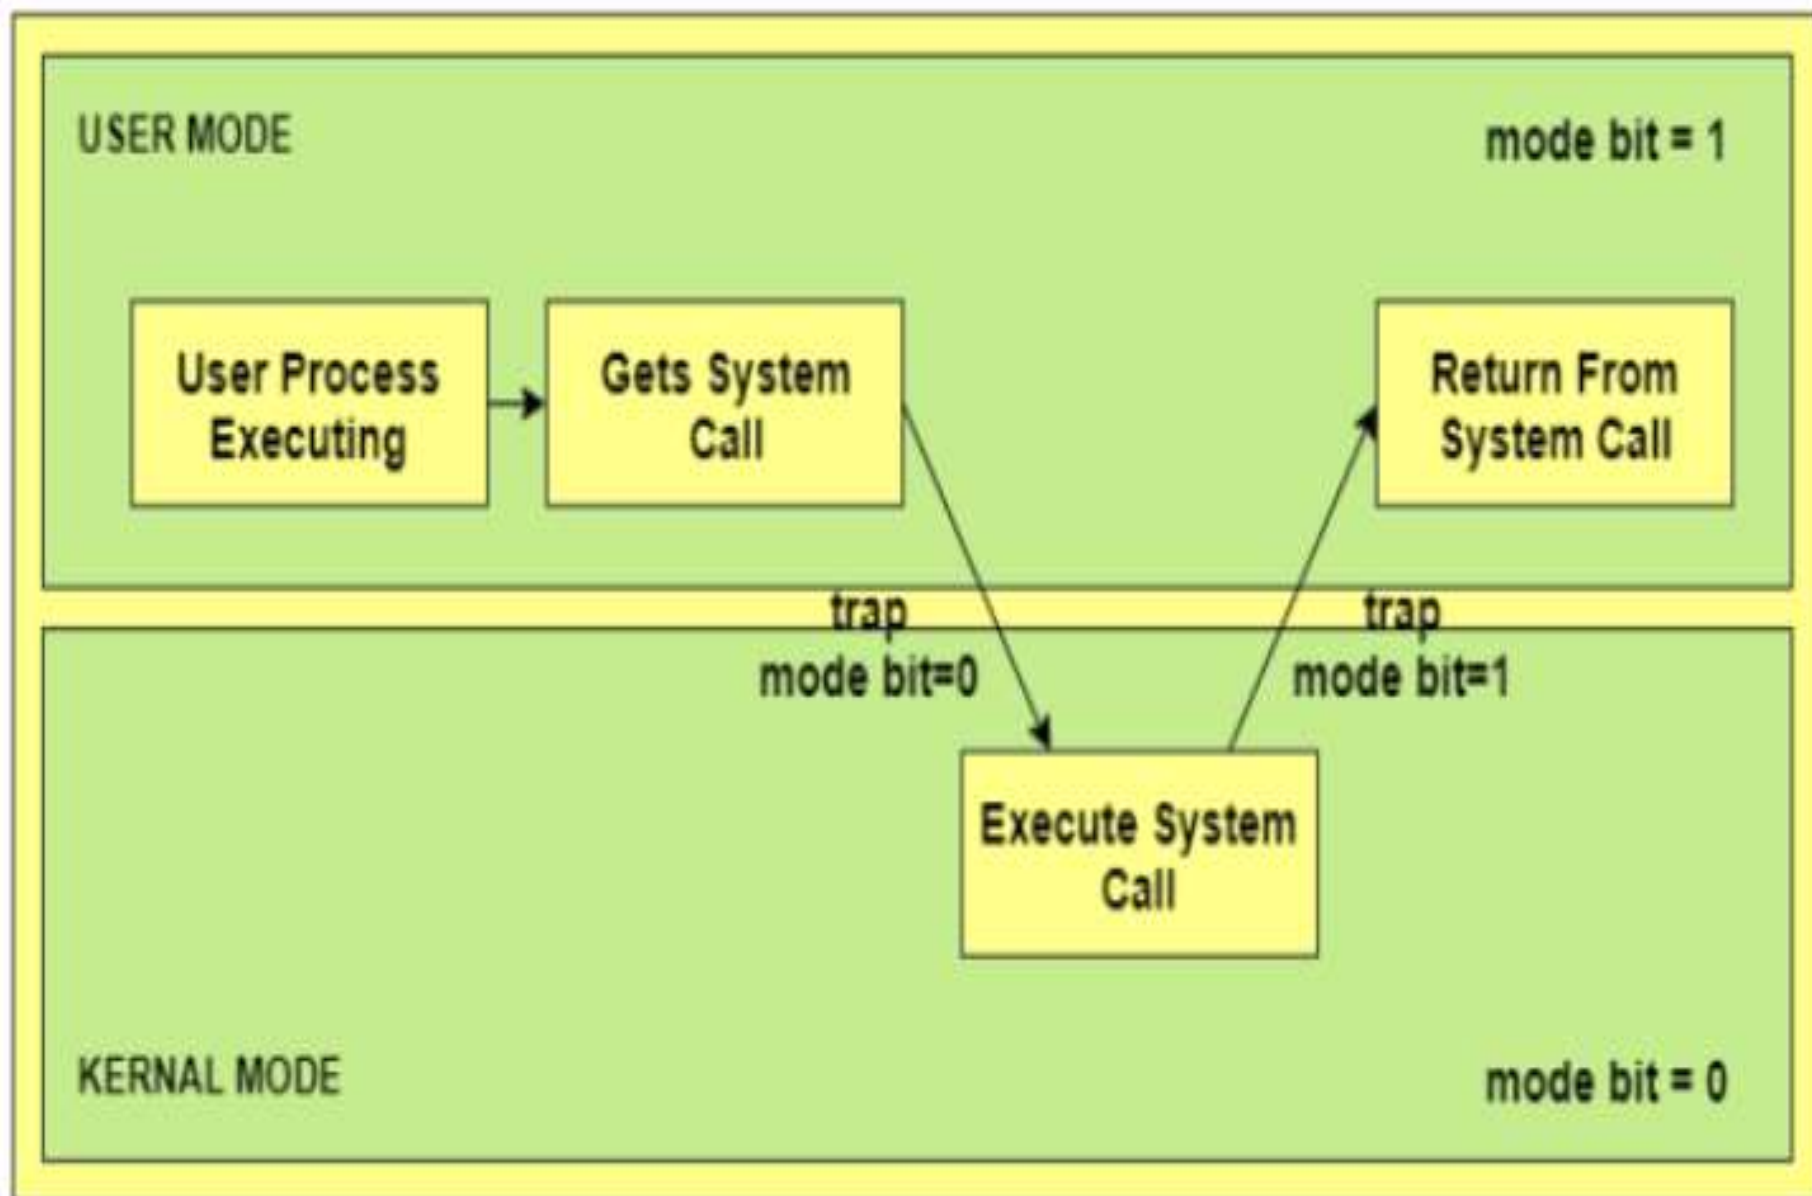 USER MODE
mode bit = 1
User Process
Executing
Gets System
Call
Return From
System Call
trap
mode bit=0
trap
mode bit=1
Execute System
Call
KERNAL MODE
mode bit = 0